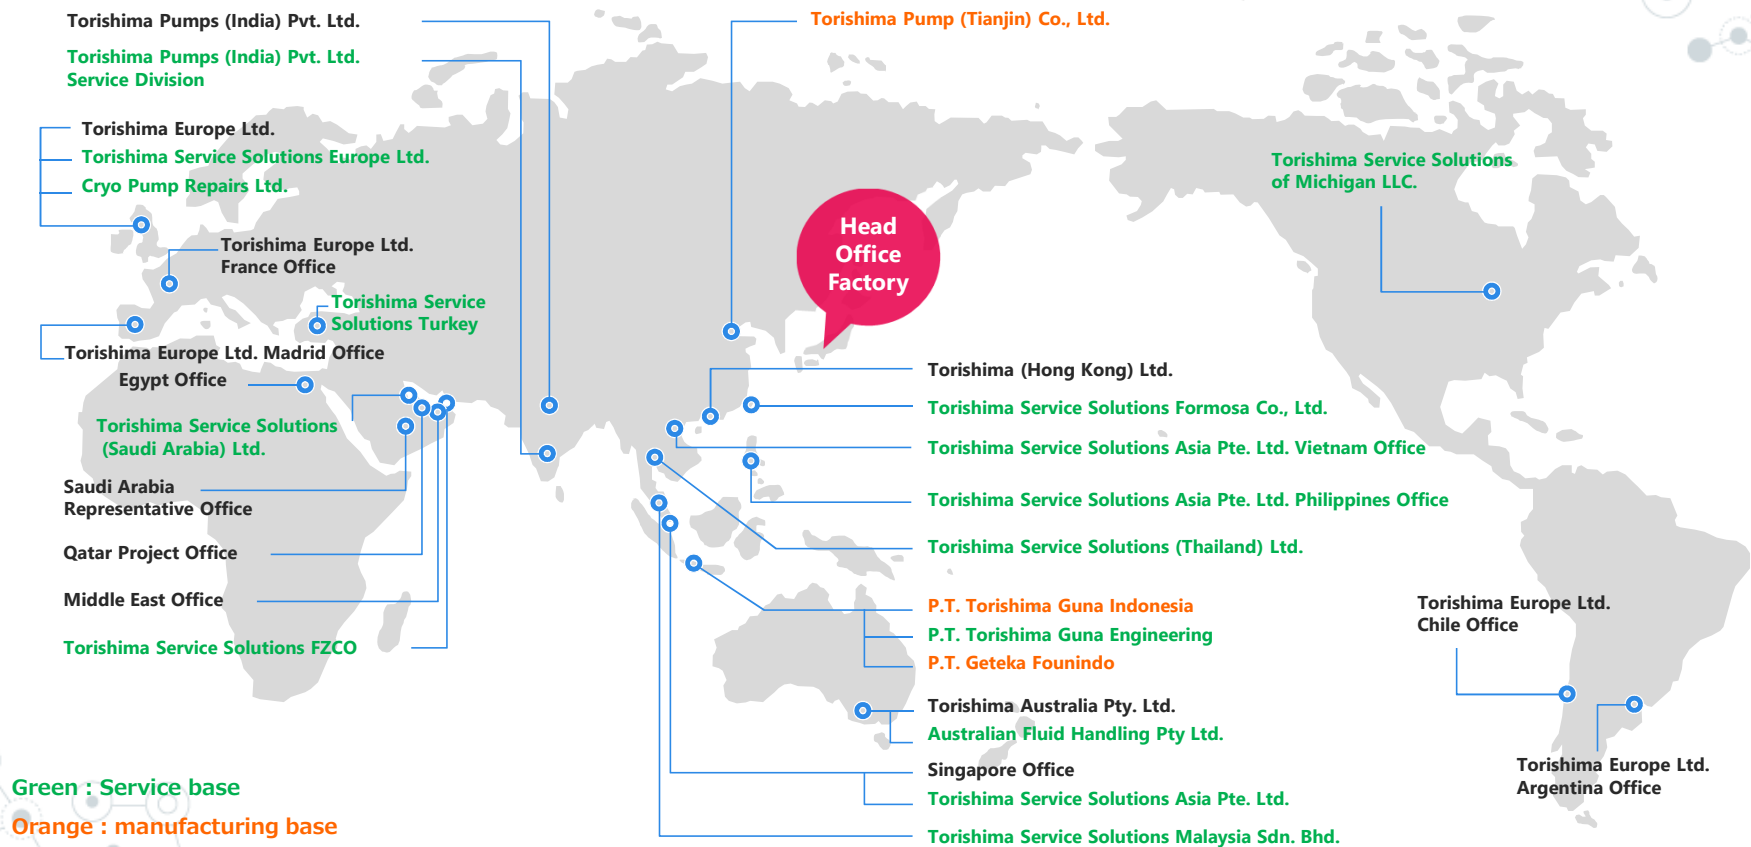 Torishima Pumps (India) Pvt. Ltd.
Torishima Pumps (India) Pvt. Ltd.
Service Division
Torishima Europe Ltd.
Torishima Service Solutions Europe Ltd.
Cryo Pump Repairs Ltd.
Torishima Europe Ltd.
France Office
Torishima Service
Solutions Turkey
Torishima Europe Ltd. Madrid Office
Egypt Office
Torishima Service Solutions
(Saudi Arabia) Ltd.
Saudi Arabia
Representative Office
Qatar Project Office
Middle East Office
Torishima Service Solutions FZCO
Green : Service base
Orange : manufacturing base
Torishima Pump (Tianjin) Co., Ltd.
Head
Office
Factory
Torishima (Hong Kong) Ltd.
Torishima Service Solutions Formosa Co., Ltd.
Torishima Service Solutions Asia Pte. Ltd. Vietnam Office
Torishima Service Solutions Asia Pte. Ltd. Philippines Office
Torishima Service Solutions (Thailand) Ltd.
P.T. Torishima Guna Indonesia
P.T. Torishima Guna Engineering
P.T. Geteka Founindo
Torishima Australia Pty. Ltd.
Australian Fluid Handling Pty Ltd.
Singapore Office
Torishima Service Solutions Asia Pte. Ltd.
Torishima Service Solutions Malaysia Sdn. Bhd.
Torishima Service Solutions
of Michigan LLC.
Torishima Europe Ltd.
Chile Office
Torishima Europe Ltd.
Argentina Office